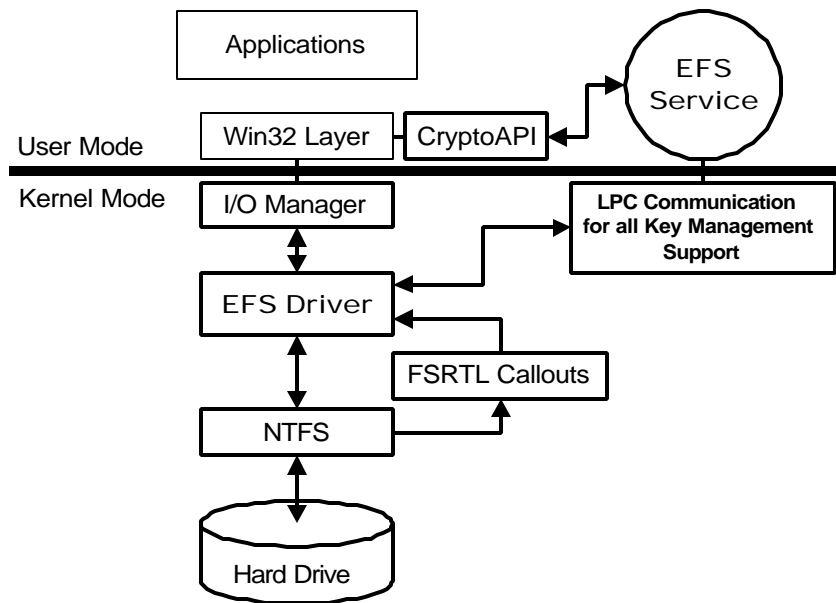 Applications
EFS
Service
Win32 Layer
CryptoAPI
User Mode
Kernel Mode
I/O Manager
LPC Communication
for all Key Management
Support
EFS Driver
FSRTL Callouts
NTFS
Hard Drive